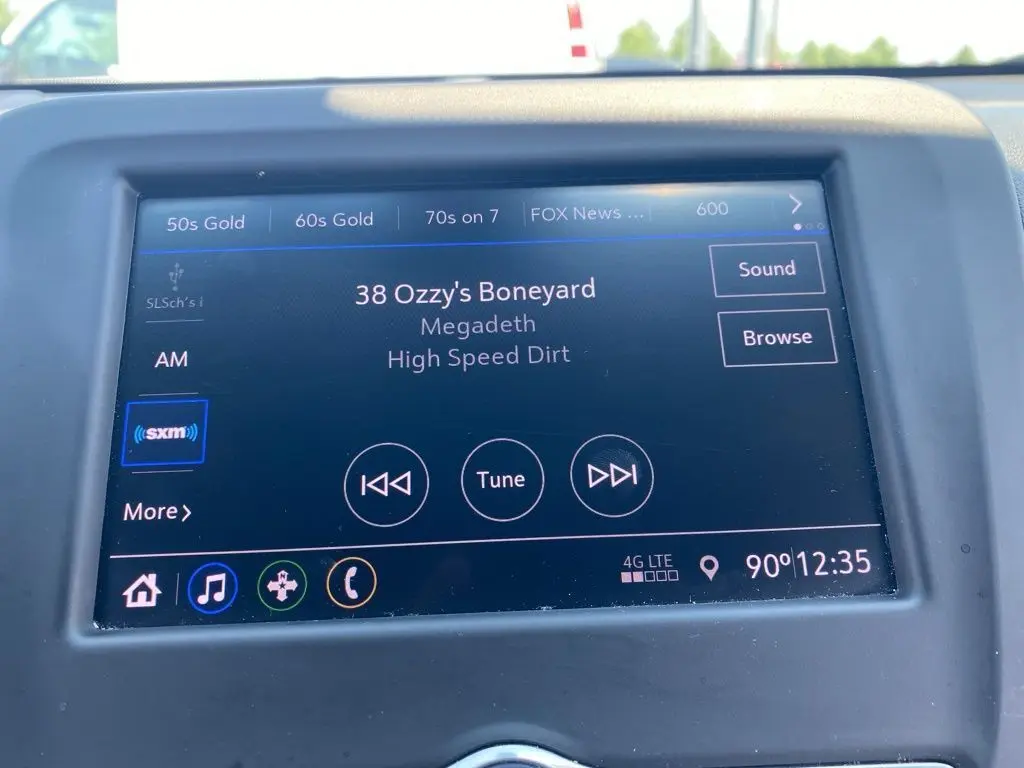 50s Gold
60s Gold
70s on 7
FOX News ...
600
SLSch's i
AM
sxm
More
38 Ozzy's Boneyard
Megadeth
High Speed Dirt
Sound
Browse
Tune
N
4G LTE
90° 12:35